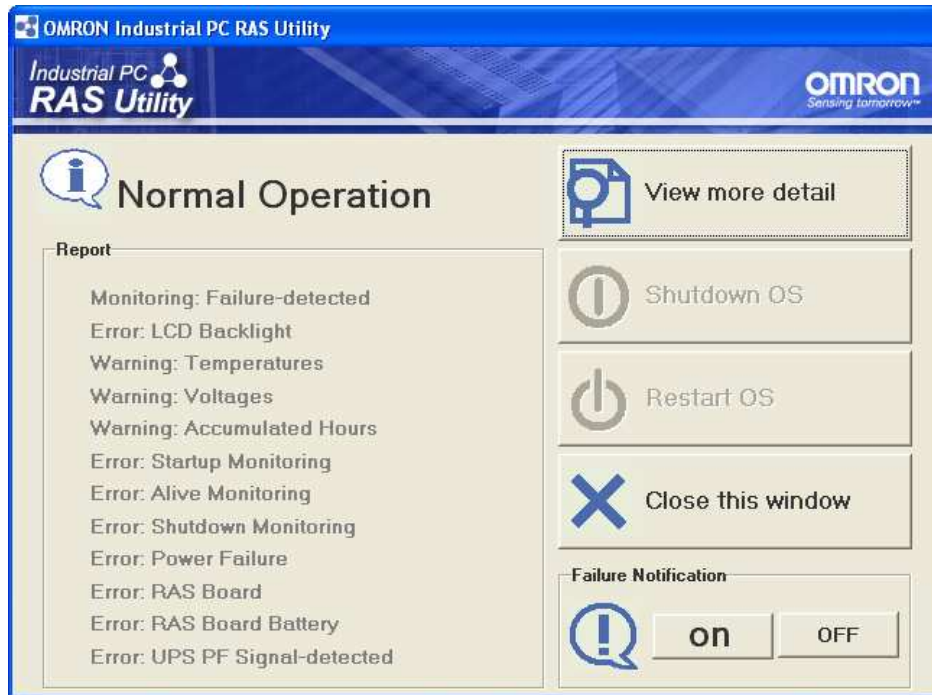 OMRON Industrial PC RAS Utility
Industrial PC
RAS Utility
OMRON
Sensing tomorrow™
Normal Operation
Report
Monitoring: Failure-detected
Error: LCD Backlight
Warning: Temperatures
Warning: Voltages
Warning: Accumulated Hours
Error: Startup Monitoring
Error: Alive Monitoring
Error: Shutdown Monitoring
Error: Power Failure
Error: RAS Board
Error: RAS Board Battery
Error: UPS PF Signal-detected
View more detail
Shutdown OS
Restart OS
Close this window
Failure Notification
on
OFF